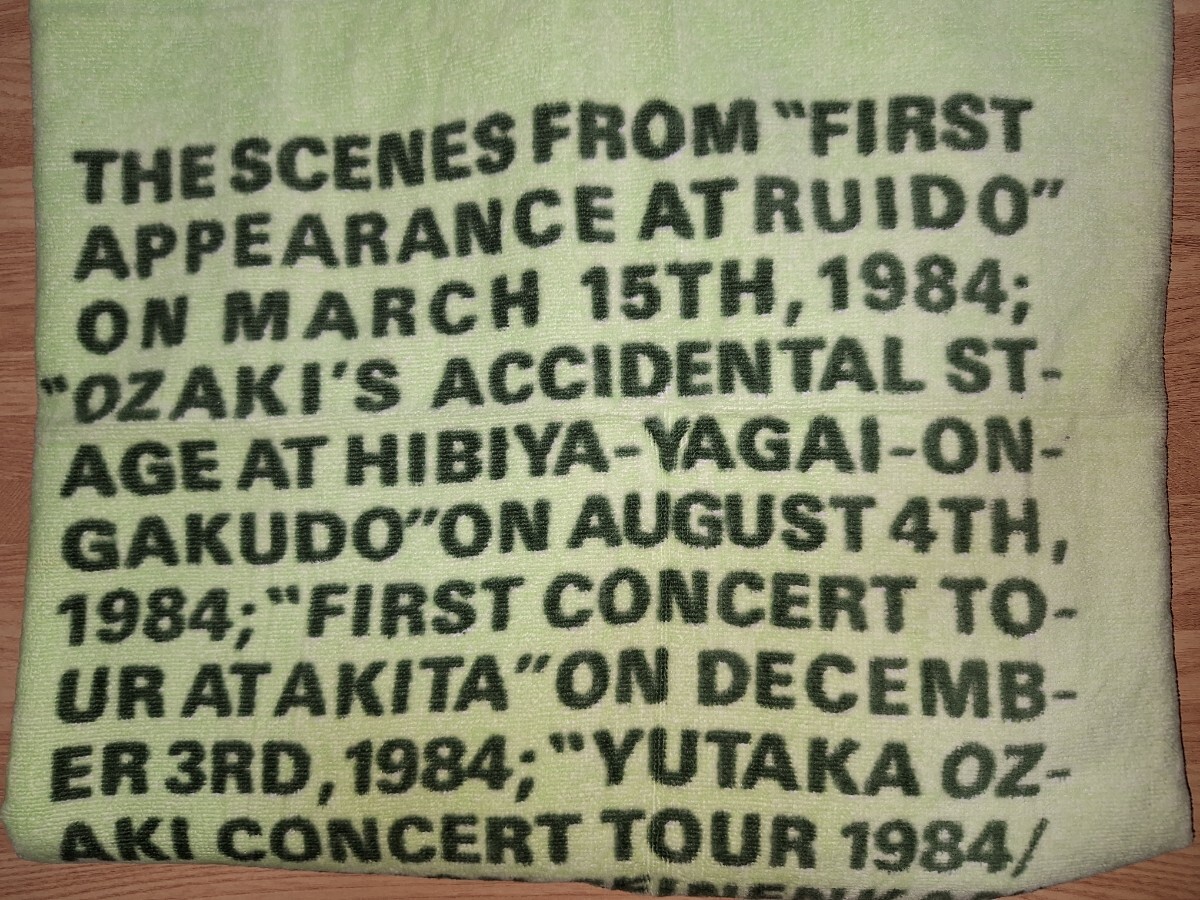 THE SCENES FROM "FIRST
APPEARANCE AT RUIDO"
ON MARCH 15TH, 1984;
"OZAKI'S ACCIDENTAL ST-
AGE AT HIBIYA-YAGAI-ON-
GAKUDO" ON AUGUST 4TH,
1984; "FIRST CONCERT TO-
UR AT AKITA" ON DECEMB-
ER 3RD, 1984; "YUTAKA OZ-
AKI CONCERT TOUR 1984/